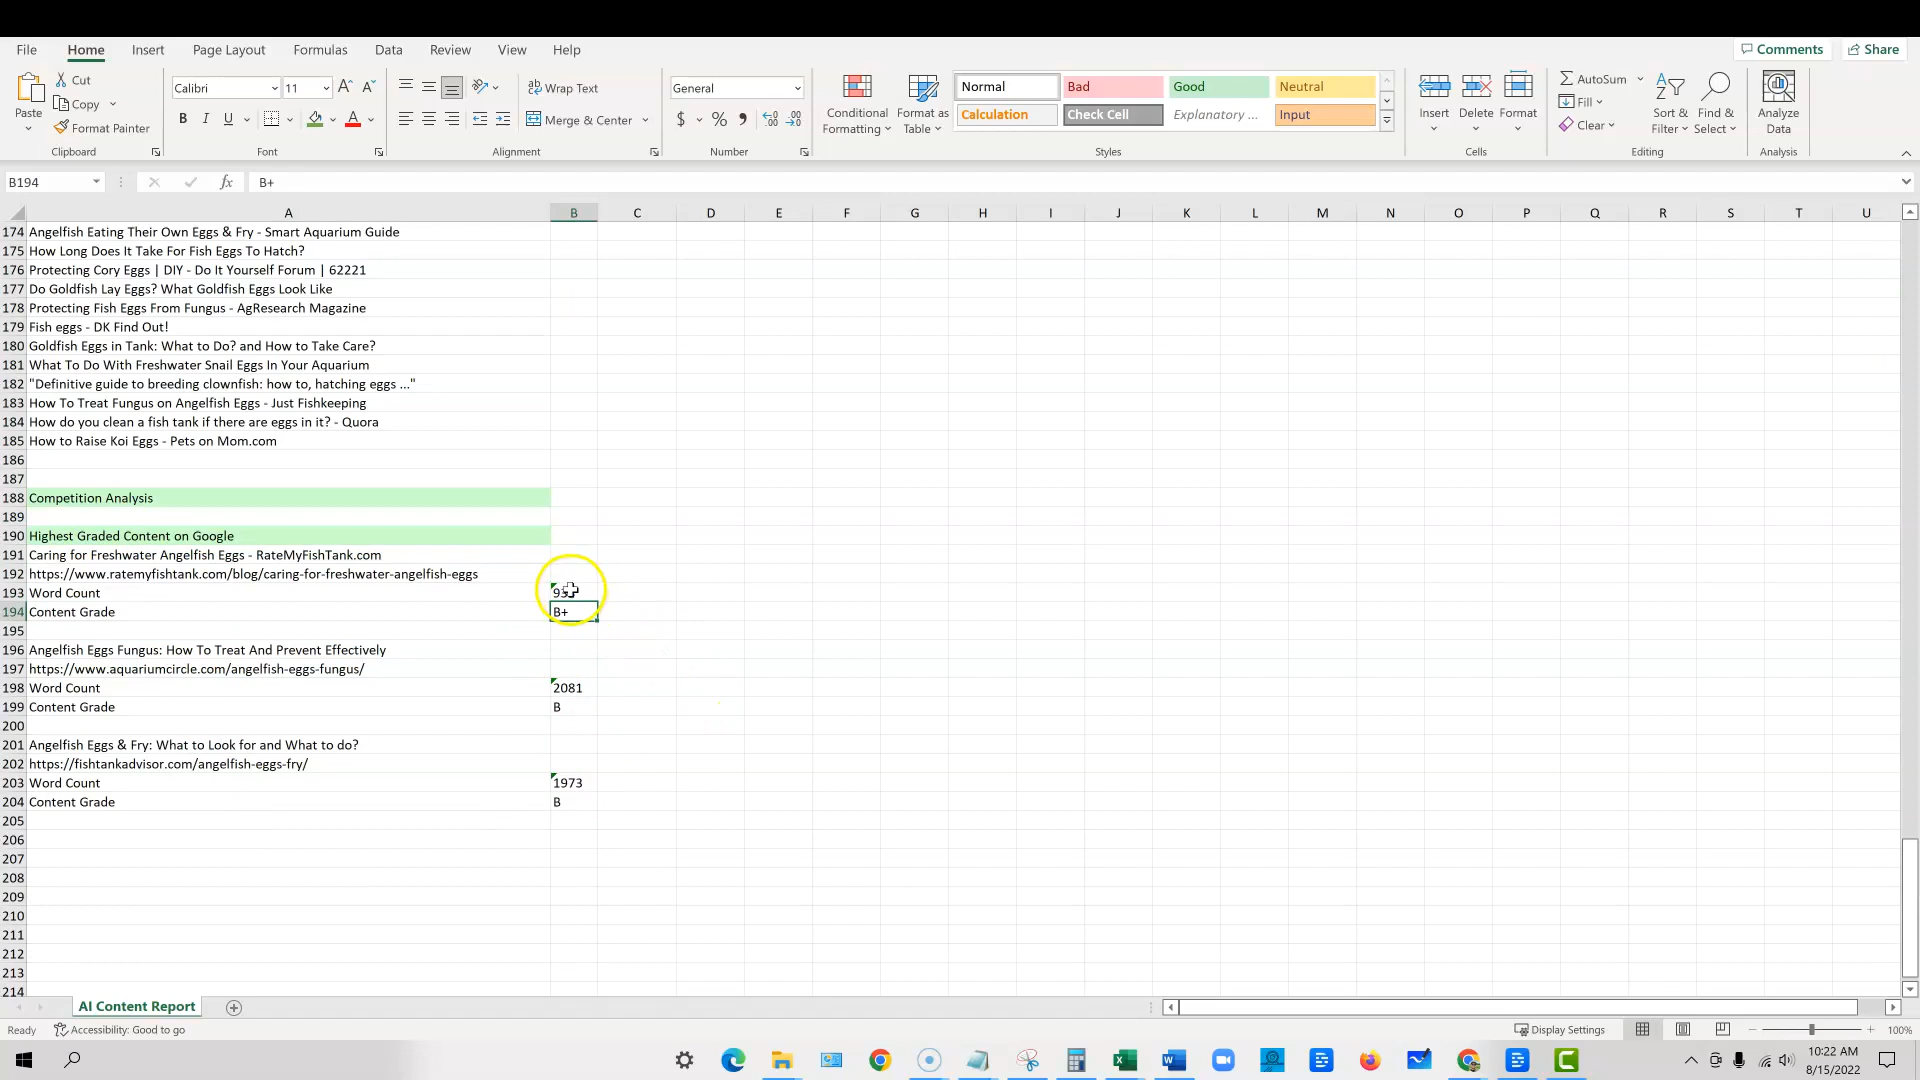 File Home Insert Page Layout Formulas Data Review View Help Comments Share
Paste Cut Copy Format Painter Clipboard
Calibri 11 B I U Font
Wrap Text Merge & Center Alignment
General $ % Number
Conditional Formatting Format as Table
Normal Bad Good Neutral
Calculation Check Cell Explanatory ... Input
Styles
Insert Delete Format Cells
AutoSum Fill Clear Sort & Filter Find & Select Editing
Analyze Data Analysis
B194 fx B+
A B C D E F G H I J K L M N O P Q R S T U
174 Angelfish Eating Their Own Eggs & Fry - Smart Aquarium Guide
175 How Long Does It Take For Fish Eggs To Hatch?
176 Protecting Cory Eggs | DIY - Do It Yourself Forum | 62221
177 Do Goldfish Lay Eggs? What Goldfish Eggs Look Like
178 Protecting Fish Eggs From Fungus - AgResearch Magazine
179 Fish eggs - DK Find Out!
180 Goldfish Eggs in Tank: What to Do? and How to Take Care?
181 What To Do With Freshwater Snail Eggs In Your Aquarium
182 "Definitive guide to breeding clownfish: how to, hatching eggs ..."
183 How To Treat Fungus on Angelfish Eggs - Just Fishkeeping
184 How do you clean a fish tank if there are eggs in it? - Quora
185 How to Raise Koi Eggs - Pets on Mom.com
186
187
188 Competition Analysis
189
190 Highest Graded Content on Google
191 Caring for Freshwater Angelfish Eggs - RateMyFishTank.com
192 https://www.ratemyfishtank.com/blog/caring-for-freshwater-angelfish-eggs
193 Word Count
194 Content Grade B+
195
196 Angelfish Eggs Fungus: How To Treat And Prevent Effectively
197 https://www.aquariumcircle.com/angelfish-eggs-fungus/
198 Word Count 2081
199 Content Grade B
200
201 Angelfish Eggs & Fry: What to Look for and What to do?
202 https://fishtankadvisor.com/angelfish-eggs-fry/
203 Word Count 1973
204 Content Grade B
205
206
207
208
209
210
211
212
213
214
AI Content Report
Ready Accessibility: Good to go Display Settings 100%
10:22 AM
8/15/2022